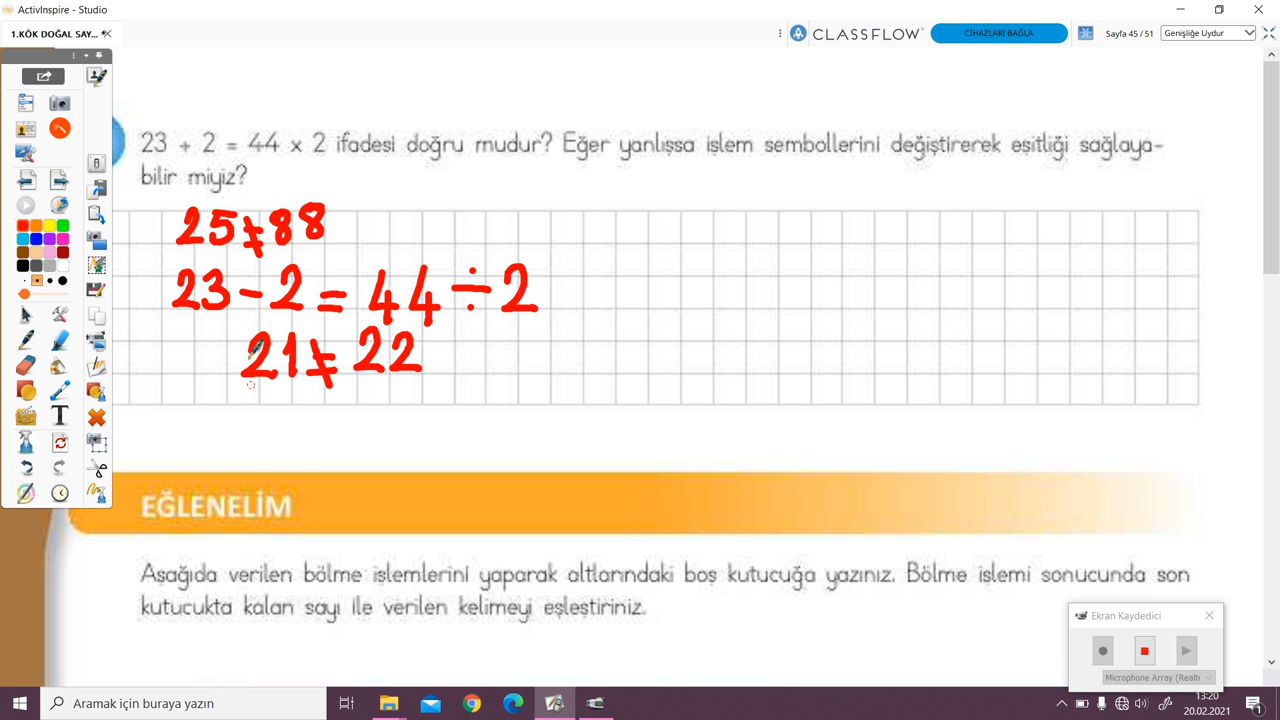 ActivInspire - Studio
1.KÖK DOĞAL SAY...
CLASSFLOW
CİHAZLARI BAĞLA
Sayfa 45 / 51
Genişliğe Uydur
23 + 2 = 44 x 2 ifadesi doğru mudur? Eğer yanlışsa işlem sembollerini değiştirerek eşitliği sağlaya-
bilir miyiz?
25 ≠ 88
23 - 2 = 44 ÷ 2
21 ≠ 22
EĞLENELİM
Aşağıda verilen bölme işlemlerini yaparak altlarındaki boş kutucuğa yazınız. Bölme işlemi sonucunda son
kutucukta kalan sayı ile verilen kelimeyi eşleştiriniz.
Ekran Kaydedici
Microphone Array (Realte
Aramak için buraya yazın
13:20
20.02.2021
1